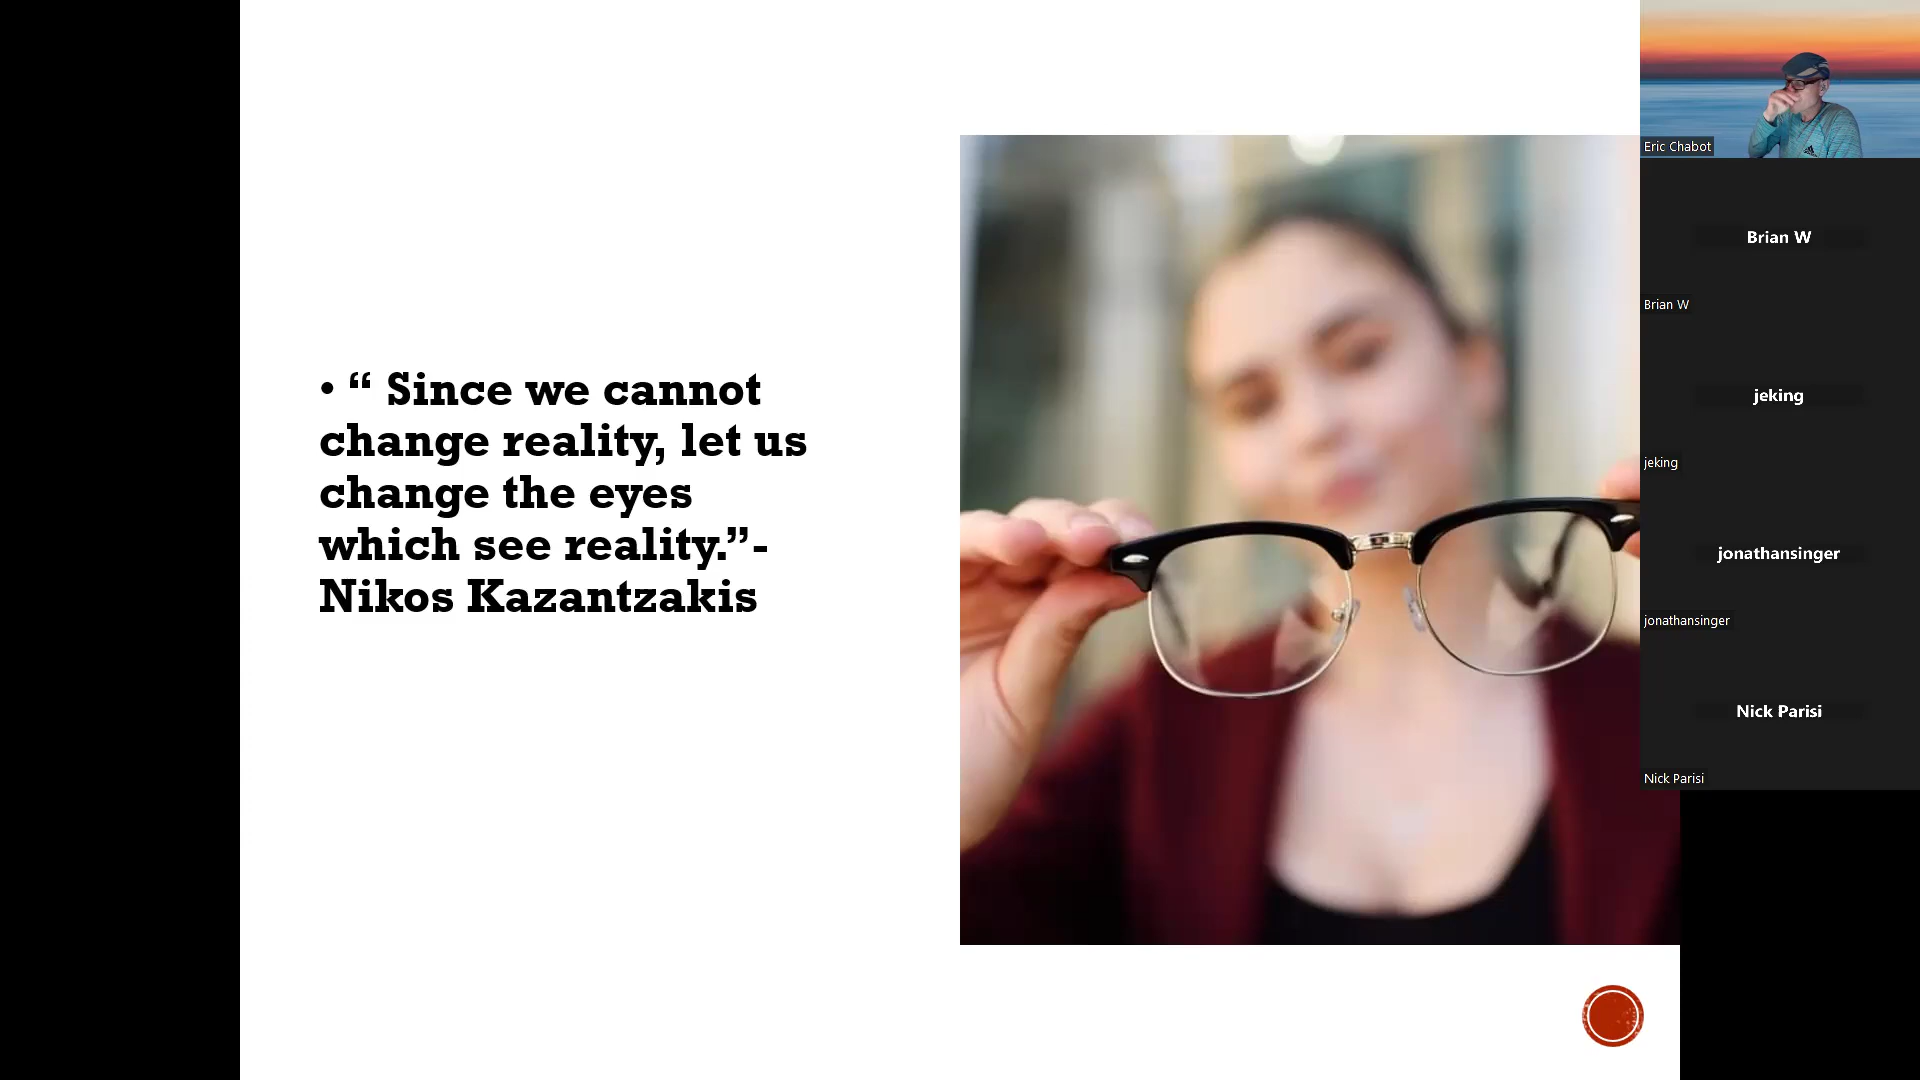 • “ Since we cannot
change reality, let us
change the eyes
which see reality.”-
Nikos Kazantzakis
Eric Chabot
Brian W
Brian W
jeking
jeking
jonathansinger
jonathansinger
Nick Parisi
Nick Parisi